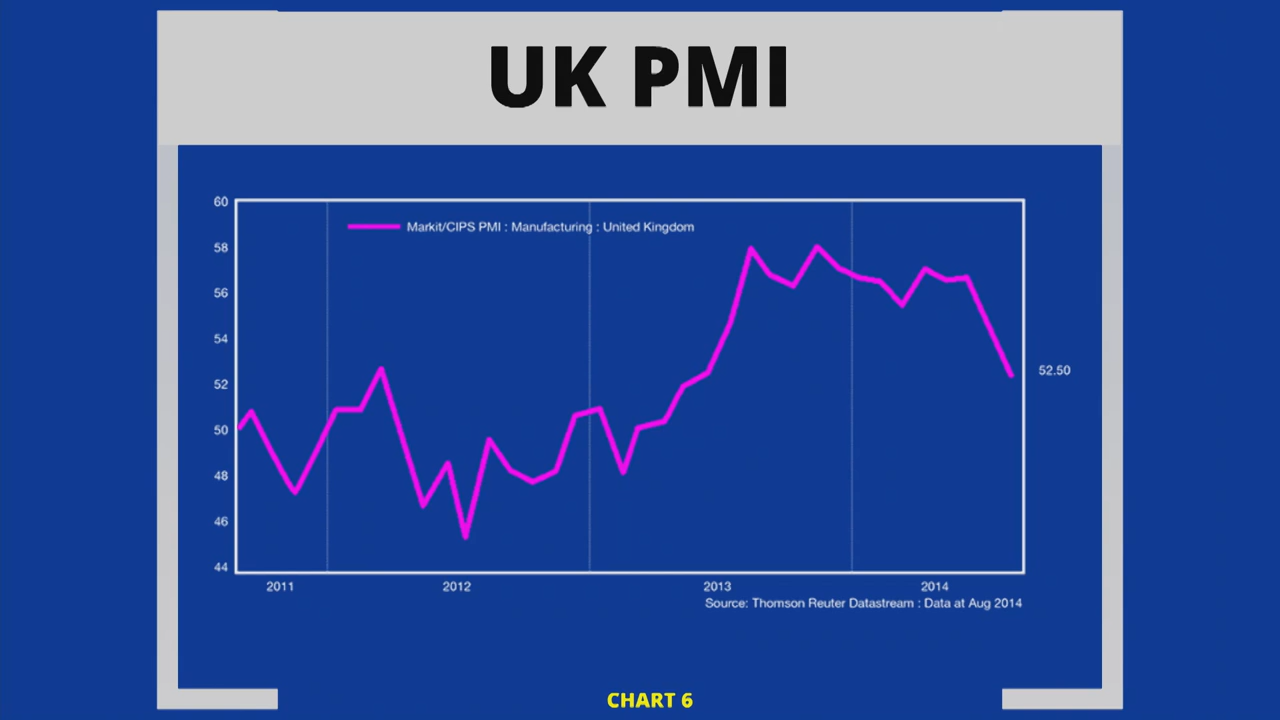 UK PMI
Markit/CIPS PMI : Manufacturing : United Kingdom
60
58
56
54
52
50
48
46
44
52.50
2011 2012 2013 2014
Source: Thomson Reuter Datastream : Data at Aug 2014
CHART 6